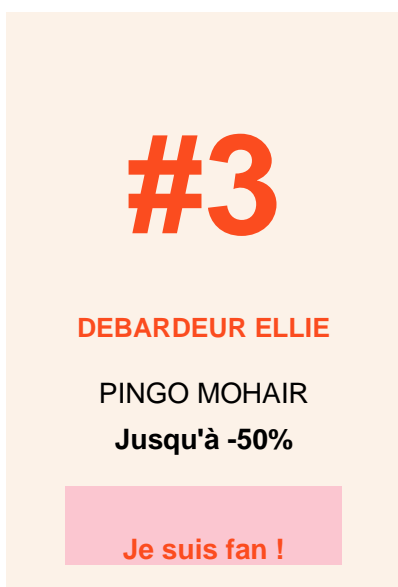 #3
DEBARDEUR ELLIE
PINGO MOHAIR
Jusqu'à -50%
Je suis fan !